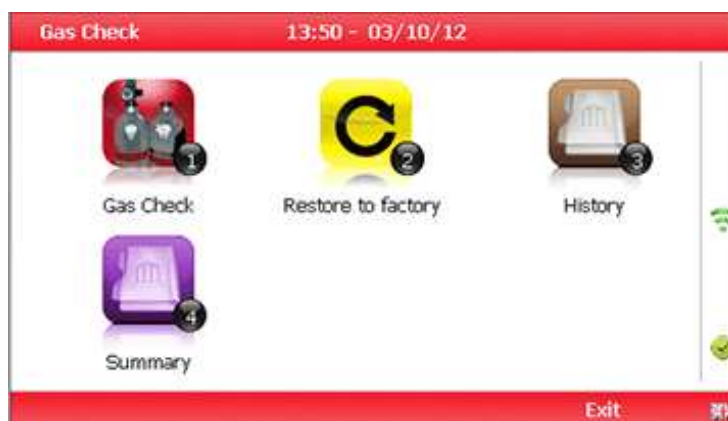 Gas Check 13:50 - 03/10/12
1 2 3
Gas Check Restore to factory History
4
Summary
Exit